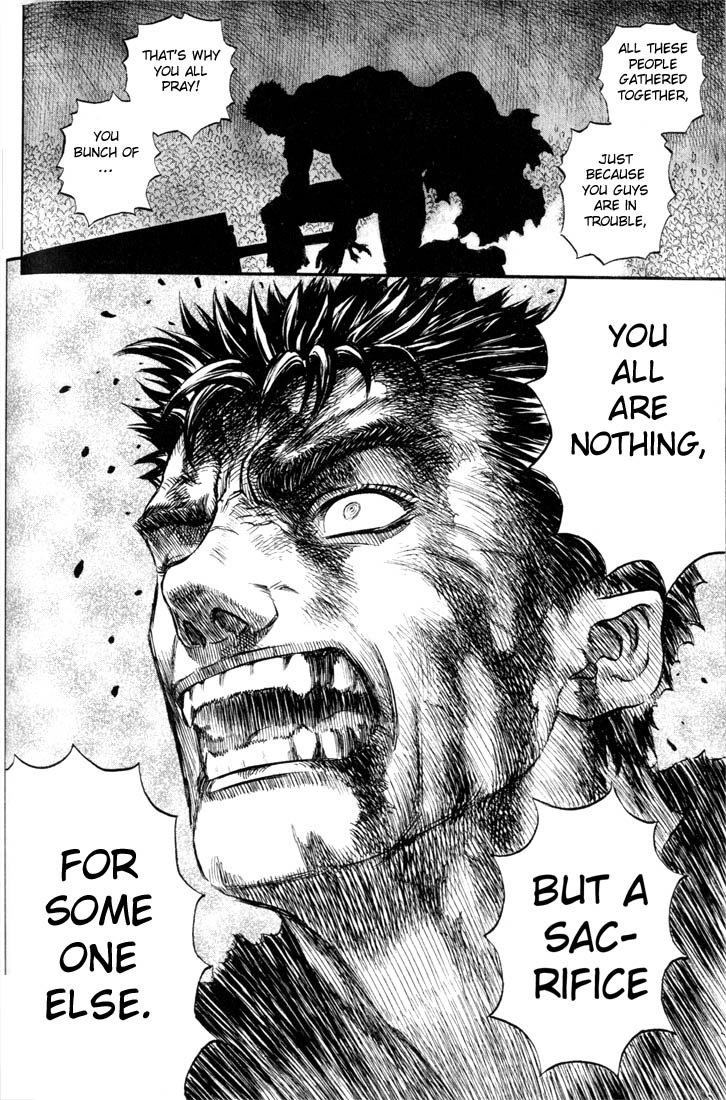 ALL THESE
PEOPLE
GATHERED
TOGETHER,
JUST
BECAUSE
YOU GUYS
ARE IN
TROUBLE,
THAT'S WHY
YOU ALL
PRAY!
YOU
BUNCH OF
...
YOU
ALL
ARE
NOTHING,
BUT A
SAC-
RIFICE
FOR
SOME
ONE
ELSE.